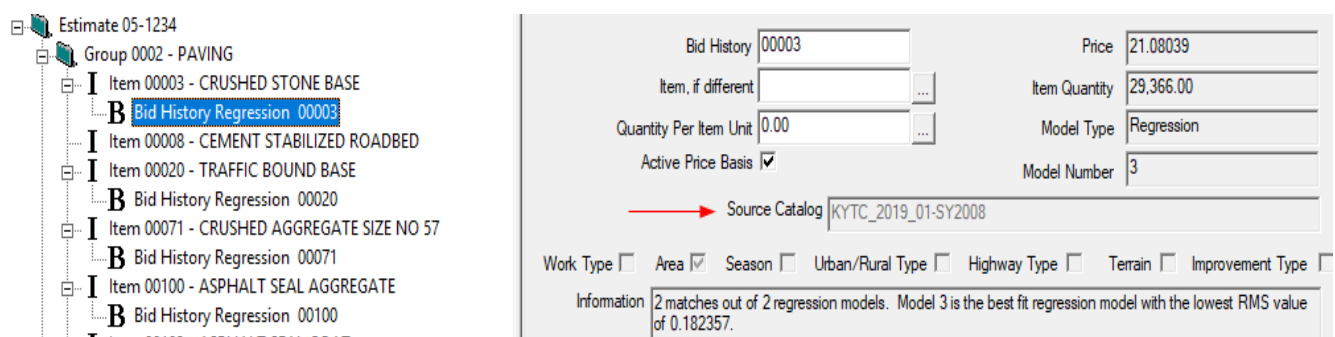 Estimate 05-1234
Group 0002 - PAVING
I Item 00003 - CRUSHED STONE BASE
B Bid History Regression 00003
I Item 00008 - CEMENT STABILIZED ROADBED
I Item 00020 - TRAFFIC BOUND BASE
B Bid History Regression 00020
I Item 00071 - CRUSHED AGGREGATE SIZE NO 57
B Bid History Regression 00071
I Item 00100 - ASPHALT SEAL AGGREGATE
B Bid History Regression 00100
Bid History 00003 Price 21.08039
Item, if different ... Item Quantity 29,366.00
Quantity Per Item Unit 0.00 ... Model Type Regression
Active Price Basis Model Number 3
Source Catalog KYTC_2019_01-SY2008
Work Type Area Season Urban/Rural Type Highway Type Terrain Improvement Type
Information 2 matches out of 2 regression models. Model 3 is the best fit regression model with the lowest RMS value
of 0.182357.